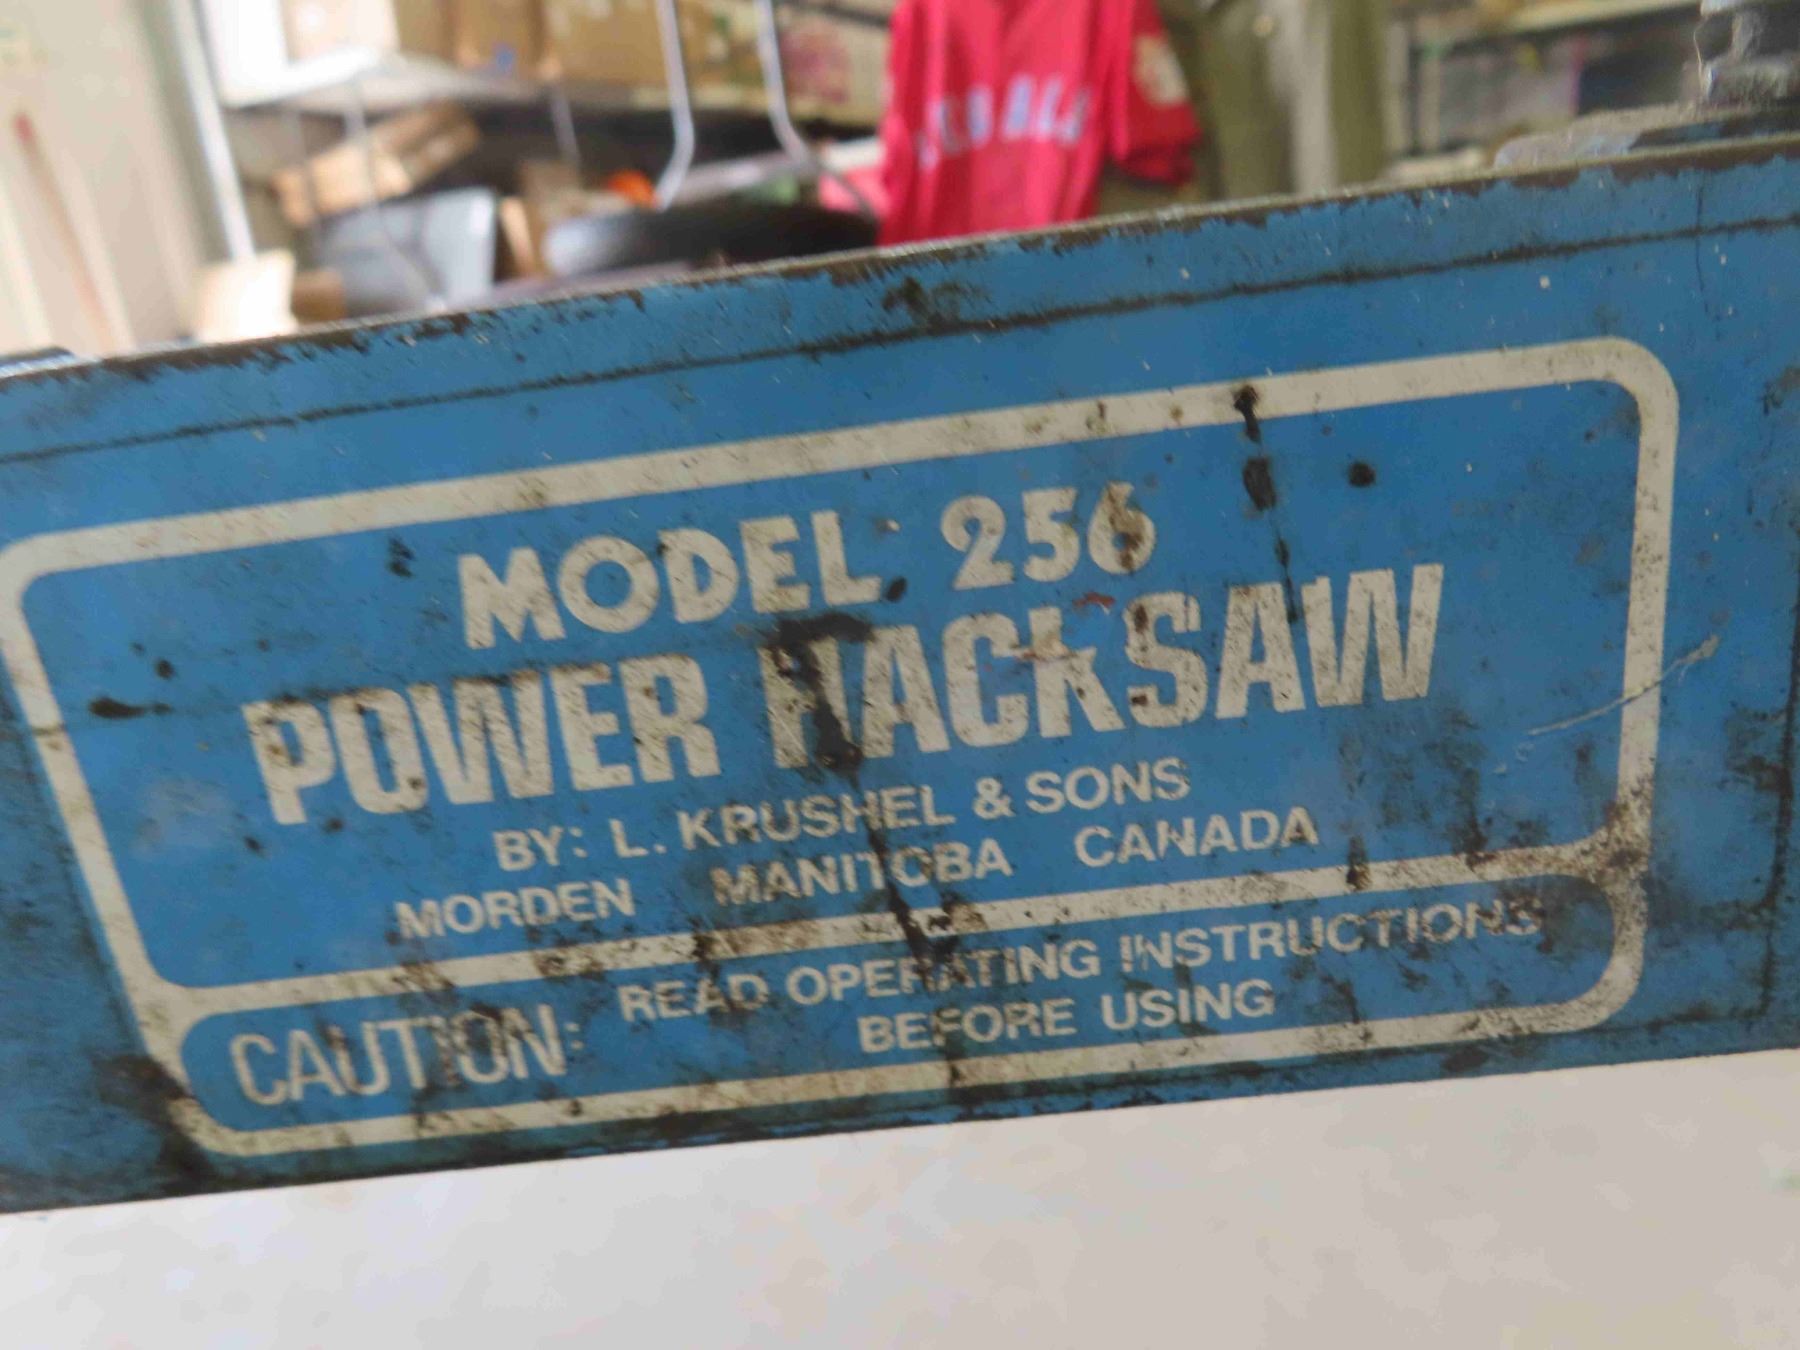 MODEL 256
POWER HACKSAW
BY: L. KRUSHEL & SONS
MORDEN MANITOBA CANADA
CAUTION: READ OPERATING INSTRUCTIONS
BEFORE USING